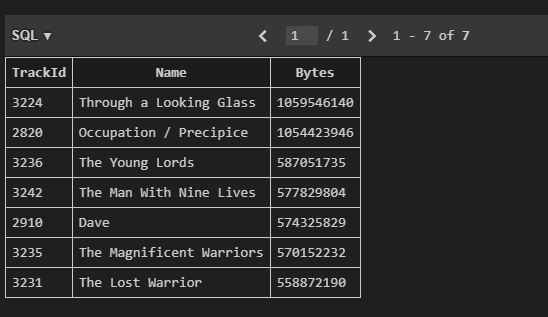 SQL ▼ 1 / 1 1 - 7 of 7
TrackId Name Bytes
3224 Through a Looking Glass 1059546140
2820 Occupation / Precipice 1054423946
3236 The Young Lords 587051735
3242 The Man With Nine Lives 577829804
2910 Dave 574325829
3235 The Magnificent Warriors 570152232
3231 The Lost Warrior 558872190